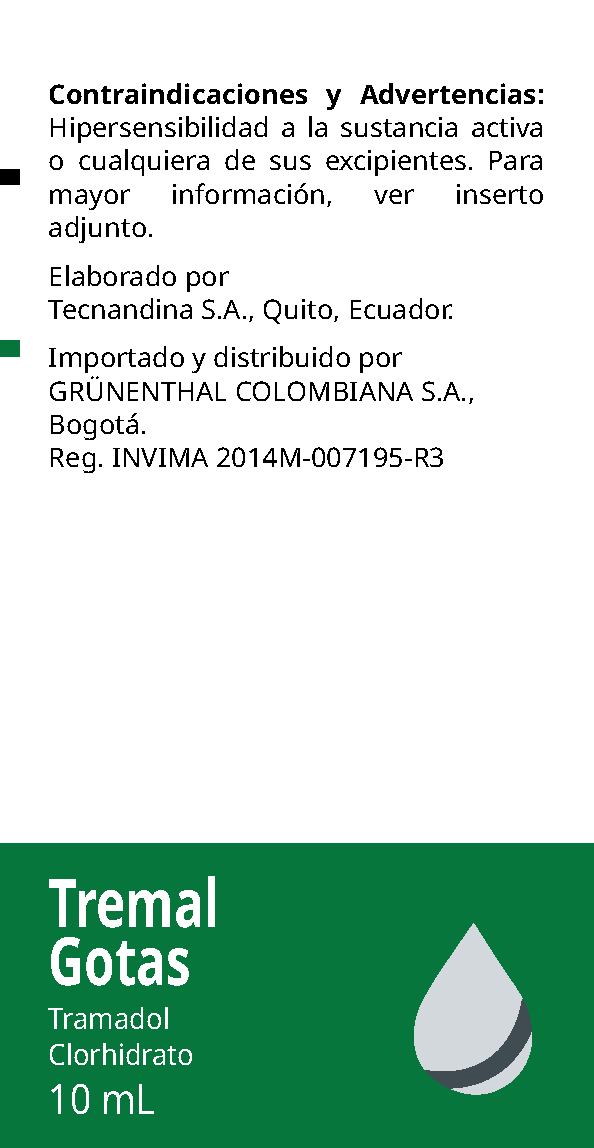 Contraindicaciones y Advertencias:
Hipersensibilidad a la sustancia activa
o cualquiera de sus excipientes. Para
mayor información, ver inserto
adjunto.
Elaborado por
Tecnandina S.A., Quito, Ecuador.
Importado y distribuido por
GRÜNENTHAL COLOMBIANA S.A.,
Bogotá.
Reg. INVIMA 2014M-007195-R3
Tremal
Gotas
Tramadol
Clorhidrato
10 mL